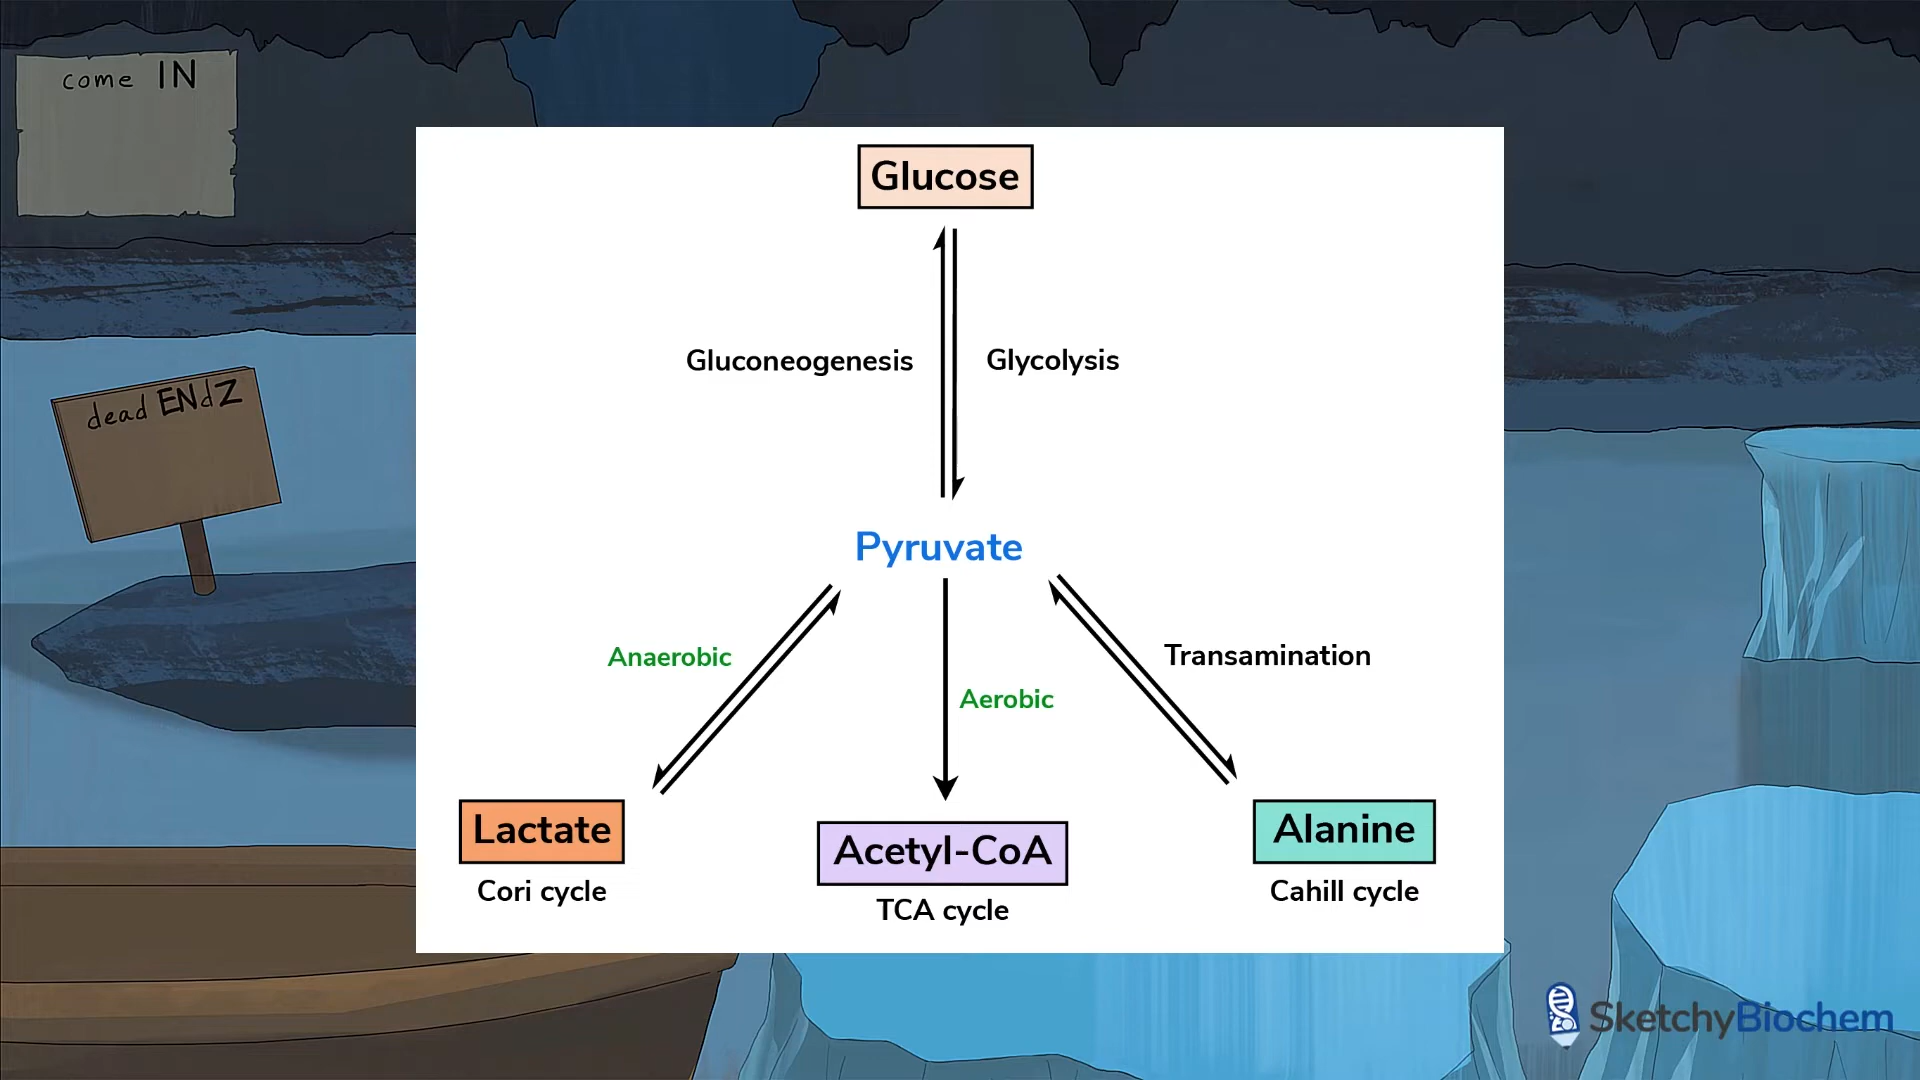 come IN
dead ENdZ
Glucose
Gluconeogenesis
Glycolysis
Pyruvate
Anaerobic
Aerobic
Transamination
Lactate
Cori cycle
Acetyl-CoA
TCA cycle
Alanine
Cahill cycle
SketchyBiochem